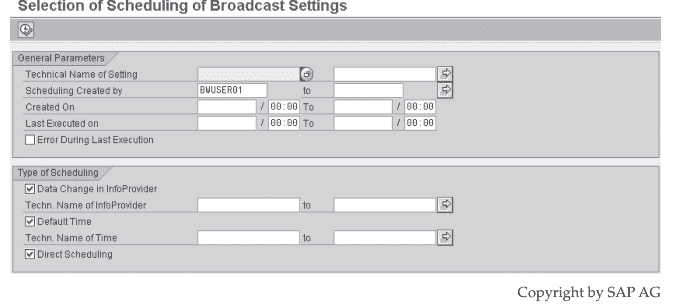 Selection of Scheduling of Broadcast Settings
General Parameters
Technical Name of Setting
Scheduling Created by BWUSER01 to
Created On / 00:00 To / 00:00
Last Executed on / 00:00 To / 00:00
Error During Last Execution
Type of Scheduling
Data Change in InfoProvider
Techn. Name of InfoProvider to
Default Time
Techn. Name of Time to
Direct Scheduling
Copyright by SAP AG